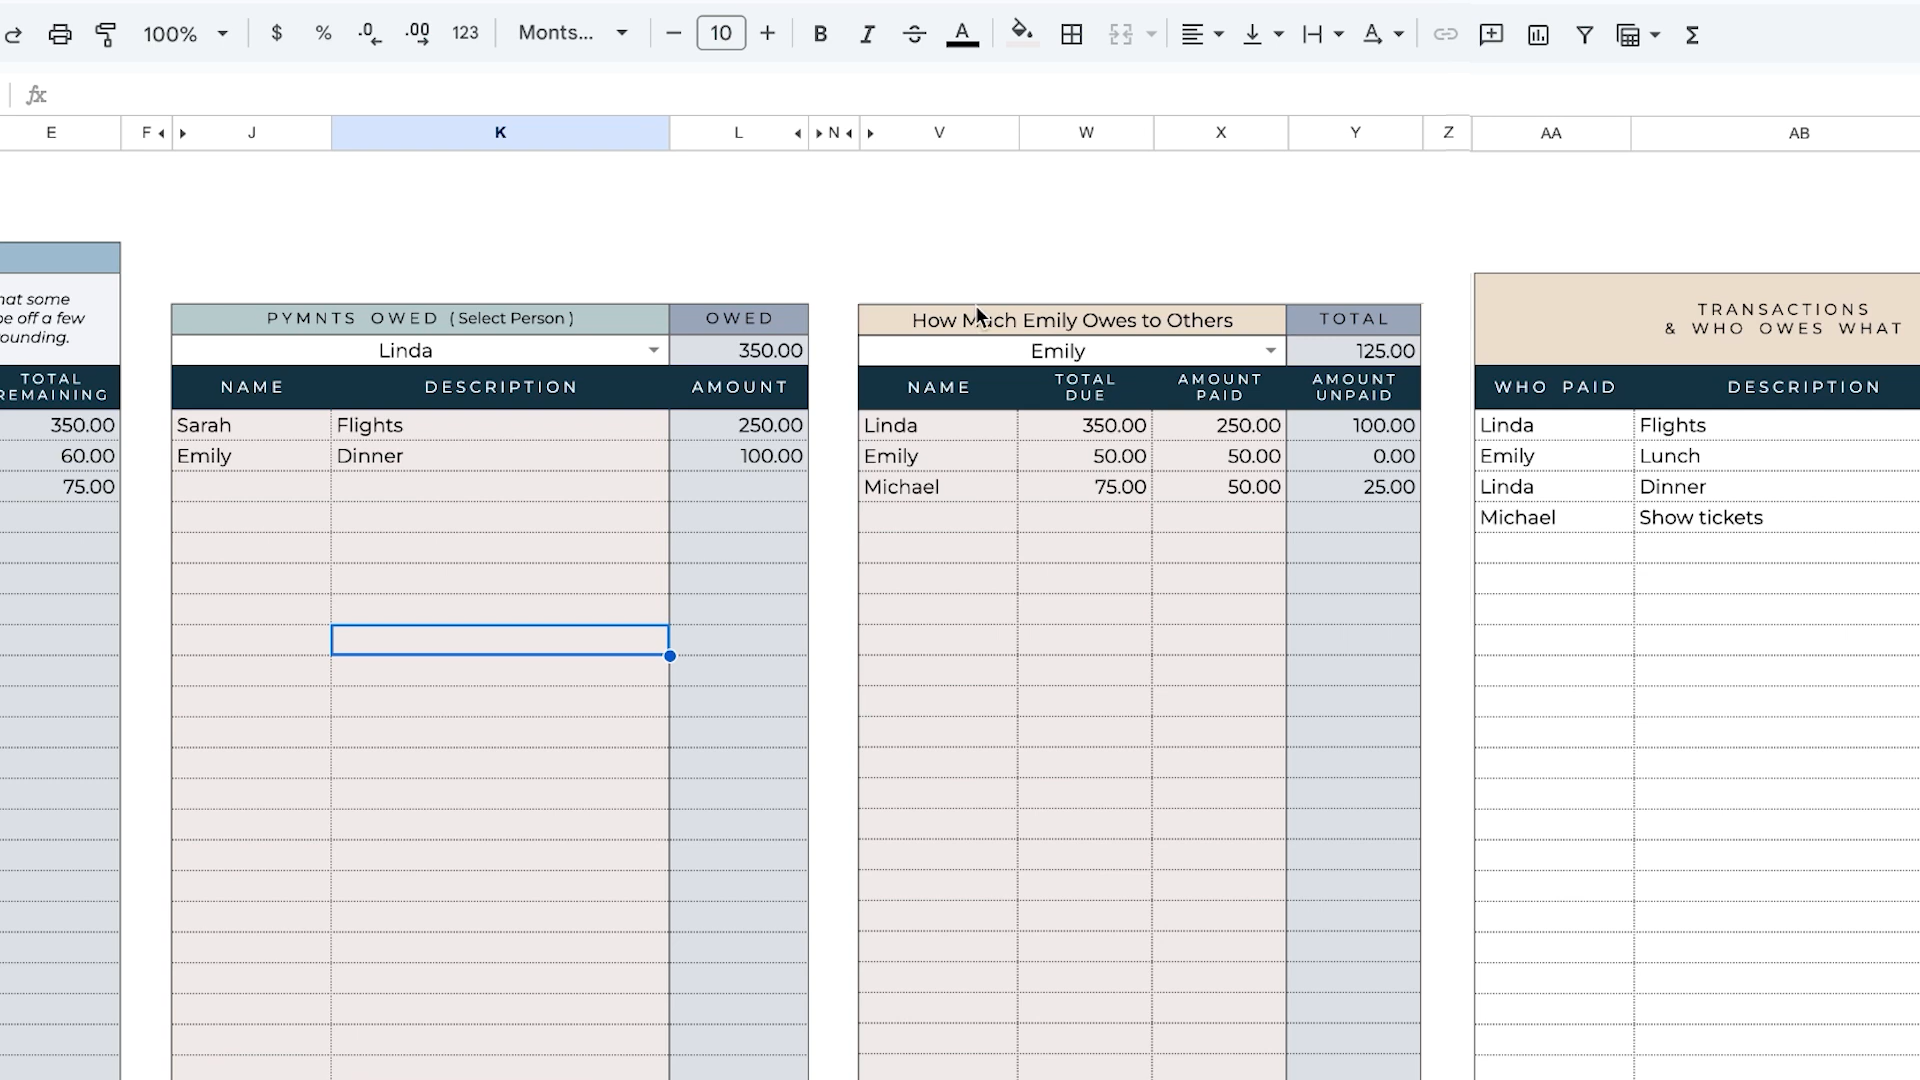 100% $ % .0 .00 123 Monts... − 10 + B I S A Σ
fx
E F J K L N V W X Y Z AA AB
hat some
be off a few
ounding.
TOTAL
REMAINING
350.00
60.00
75.00
PYMNTS OWED (Select Person) OWED
Linda 350.00
NAME DESCRIPTION AMOUNT
Sarah Flights 250.00
Emily Dinner 100.00
How Much Emily Owes to Others TOTAL
Emily 125.00
NAME TOTAL DUE AMOUNT PAID AMOUNT UNPAID
Linda 350.00 250.00 100.00
Emily 50.00 50.00 0.00
Michael 75.00 50.00 25.00
TRANSACTIONS
& WHO OWES WHAT
WHO PAID DESCRIPTION
Linda Flights
Emily Lunch
Linda Dinner
Michael Show tickets